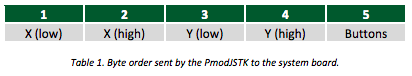 1 2 3 4 5
X (low) X (high) Y (low) Y (high) Buttons
Table 1. Byte order sent by the PmodJSTK to the system board.